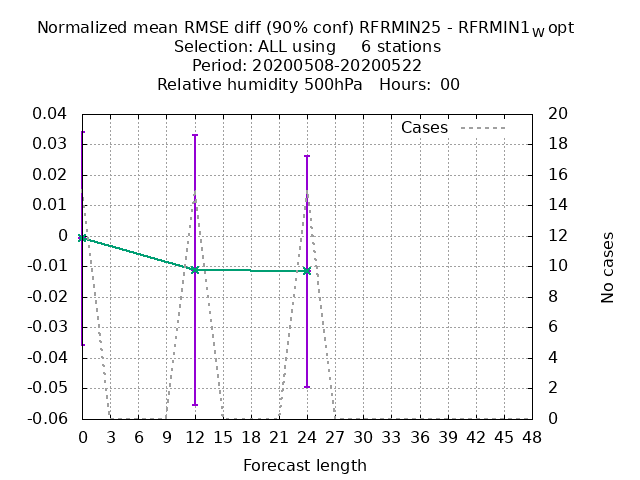 Normalized mean RMSE diff (90% conf) RFRMIN25 - RFRMIN1w opt
Selection: ALL using 6 stations
Period: 20200508-20200522
Relative humidity 500hPa Hours: 00
Cases
0.04
0.03
0.02
0.01
0
-0.01
-0.02
-0.03
-0.04
-0.05
-0.06
20
18
16
14
12
10
8
6
4
2
0
No cases
0 3 6 9 12 15 18 21 24 27 30 33 36 39 42 45 48
Forecast length